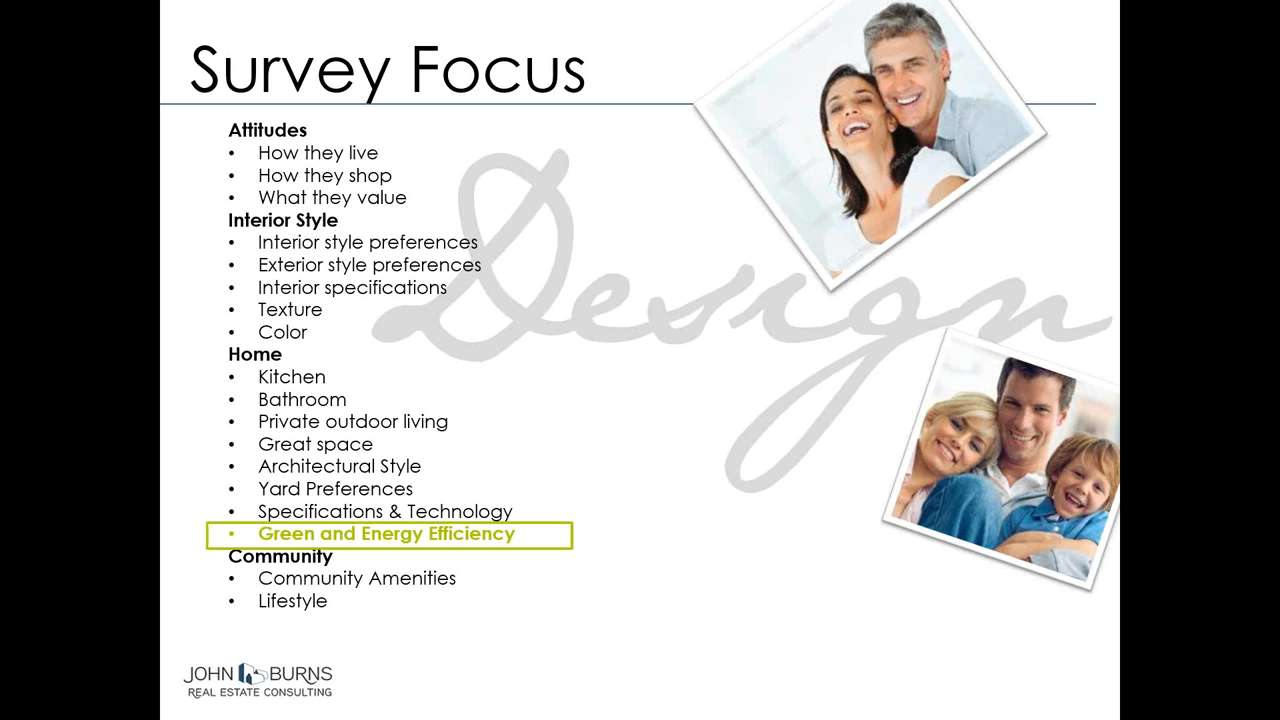 Survey Focus
Attitudes
• How they live
• How they shop
• What they value
Interior Style
• Interior style preferences
• Exterior style preferences
• Interior specifications
• Texture
• Color
Home
• Kitchen
• Bathroom
• Private outdoor living
• Great space
• Architectural Style
• Yard Preferences
• Specifications & Technology
• Green and Energy Efficiency
Community
• Community Amenities
• Lifestyle
Design
JOHN BURNS
REAL ESTATE CONSULTING